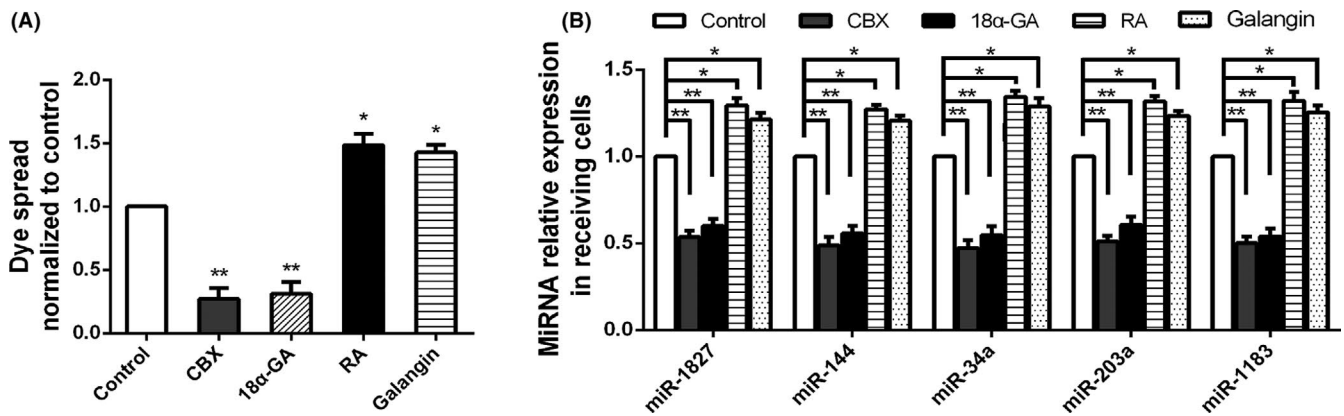 (A)
Dye spread
normalized to control
2.0
1.5
1.0
0.5
0.0
*
*
**
**
Control
CBX
18α-GA
RA
Galangin
(B)
Control
CBX
18α-GA
RA
Galangin
MiRNA relative expression
in receiving cells
1.5
1.0
0.5
0.0
*
*
**
**
*
*
**
**
*
*
**
**
*
*
**
**
*
*
**
**
miR-1827
miR-144
miR-34a
miR-203a
miR-1183